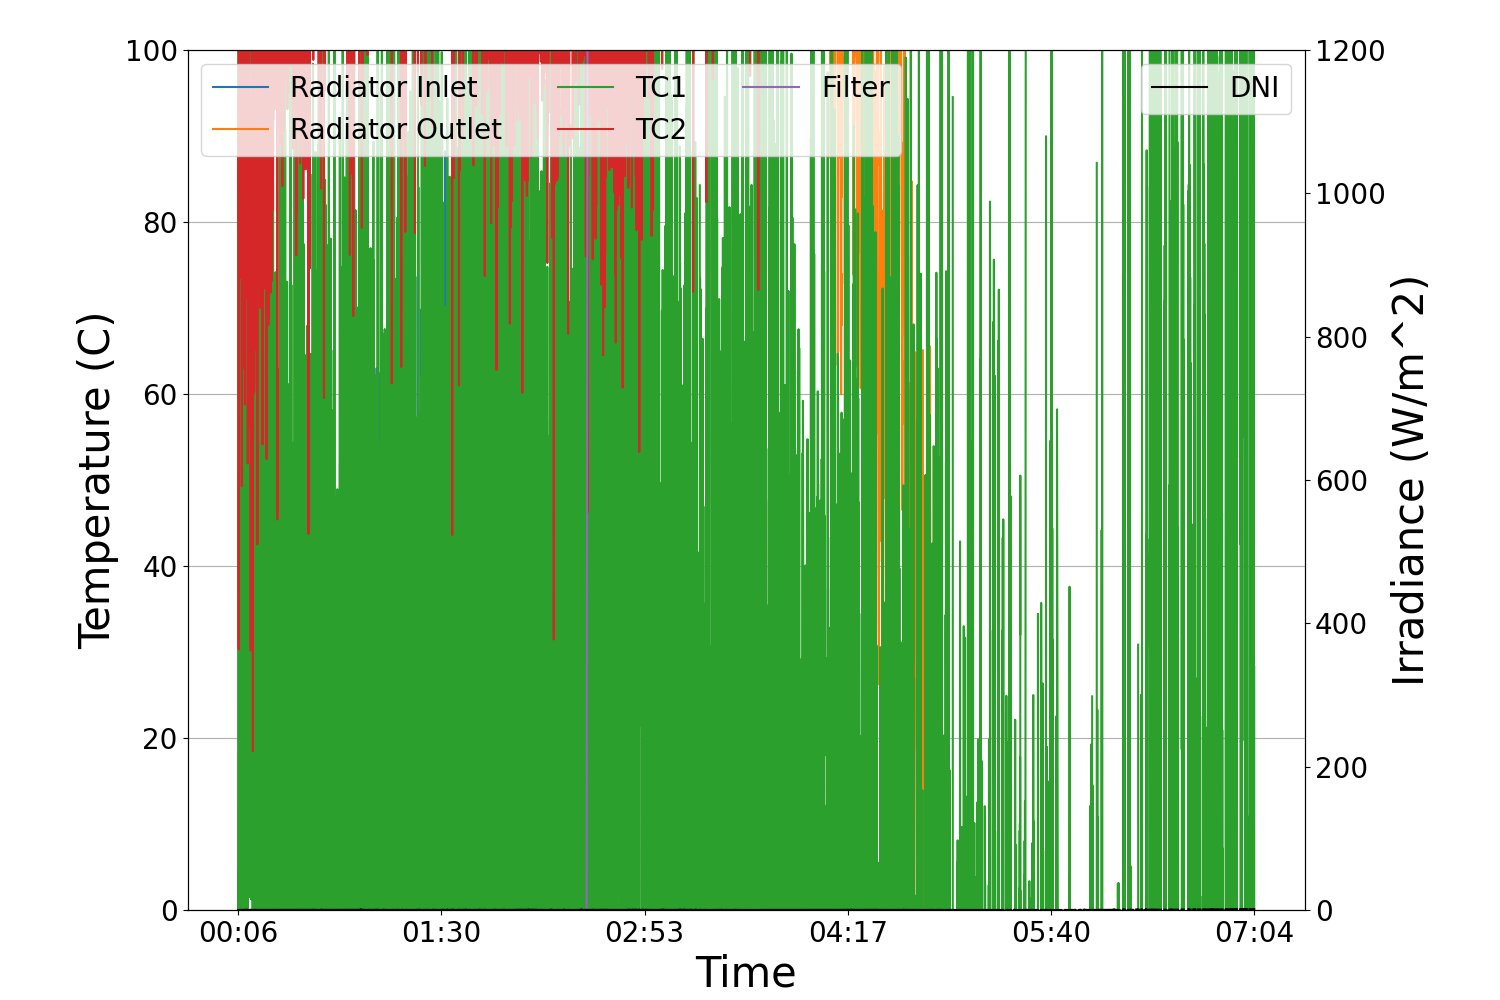 Radiator Inlet
Radiator Outlet
TC1
TC2
Filter
DNI
100
80
60
40
20
0
Temperature (C)
1200
1000
800
600
400
200
0
Irradiance (W/m^2)
00:06 01:30 02:53 04:17 05:40 07:04
Time